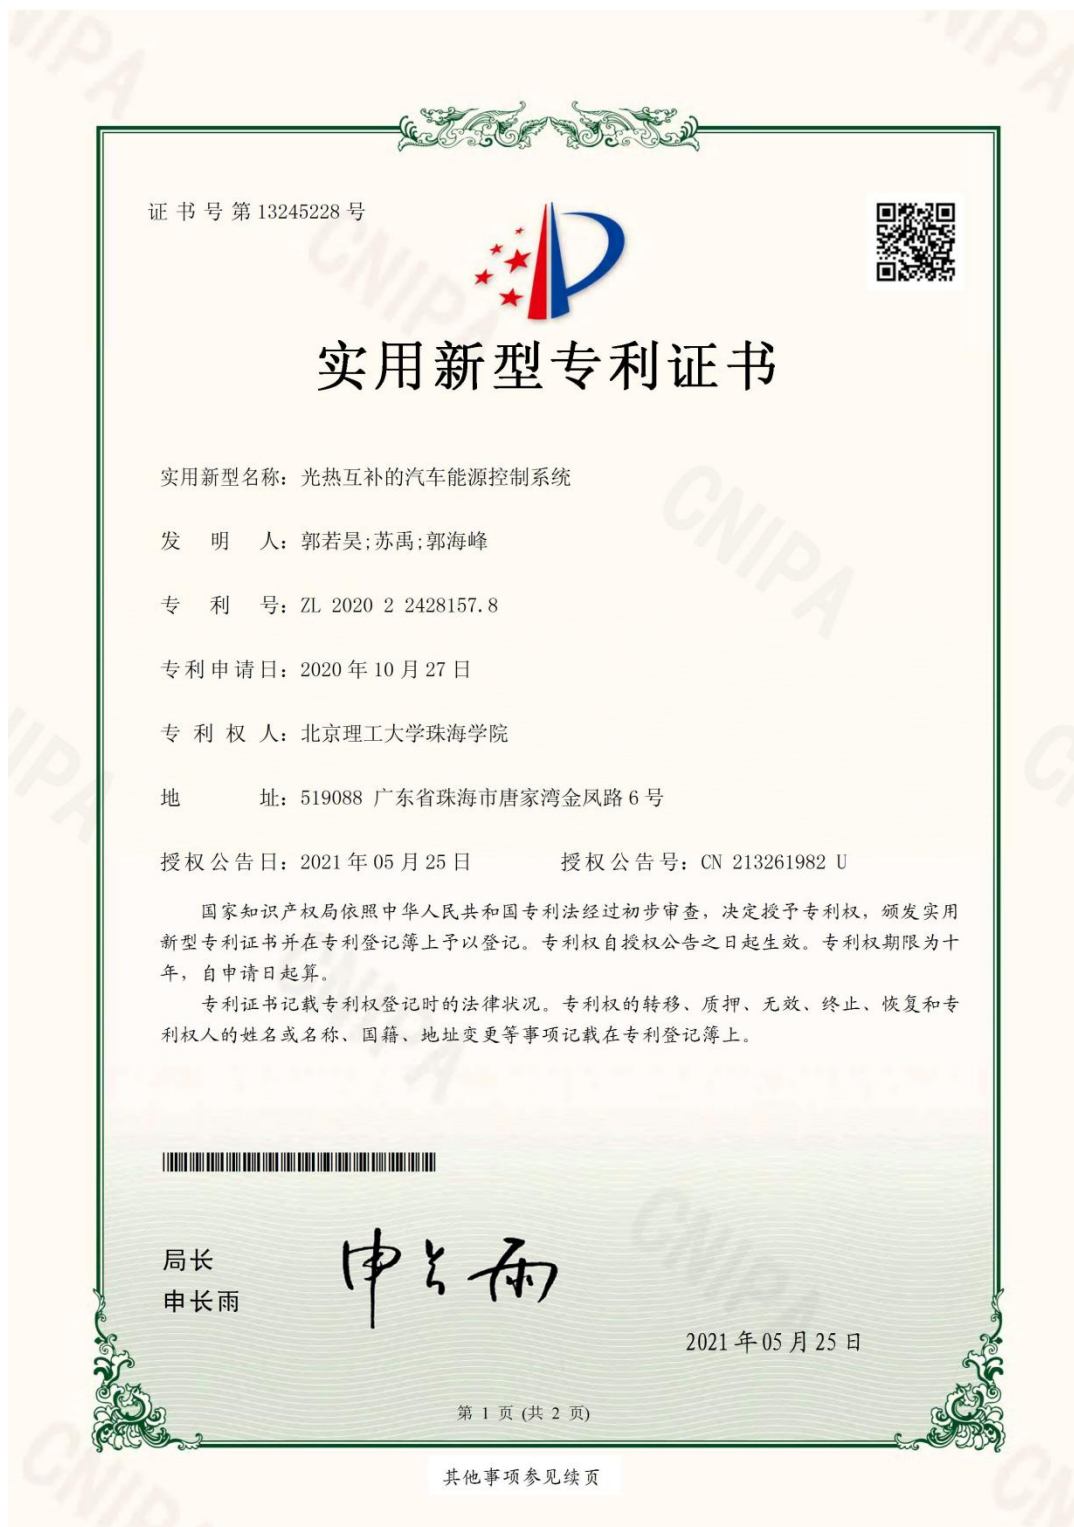 证书号第13245228号
实用新型专利证书
实用新型名称：光热互补的汽车能源控制系统
发明人：郭若昊;苏禹;郭海峰
专利号：ZL 2020 2 2428157.8
专利申请日：2020年10月27日
专利权人：北京理工大学珠海学院
地址：519088 广东省珠海市唐家湾金凤路6号
授权公告日：2021年05月25日 授权公告号：CN 213261982 U
国家知识产权局依照中华人民共和国专利法经过初步审查，决定授予专利权，颁发实用
新型专利证书并在专利登记簿上予以登记。专利权自授权公告之日起生效。专利权期限为十
年，自申请日起算。
专利证书记载专利权登记时的法律状况。专利权的转移、质押、无效、终止、恢复和专
利权人的姓名或名称、国籍、地址变更等事项记载在专利登记簿上。
局长
申长雨
申长雨
2021年05月25日
第 1 页 (共 2 页)
其他事项参见续页
CNIPA
CNIPA
CNIPA
CNIPA
CNIPA